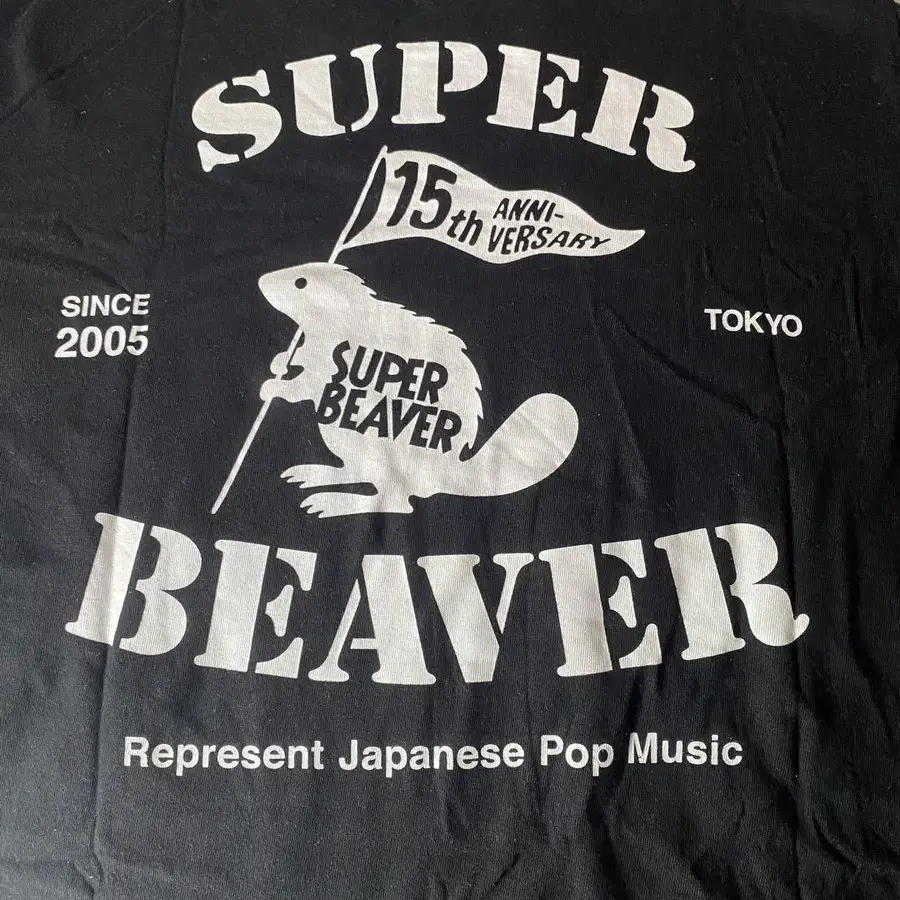 SUPER
15th ANNI-
VERSARY
SINCE
2005
TOKYO
SUPER
BEAVER
BEAVER
Represent Japanese Pop Music